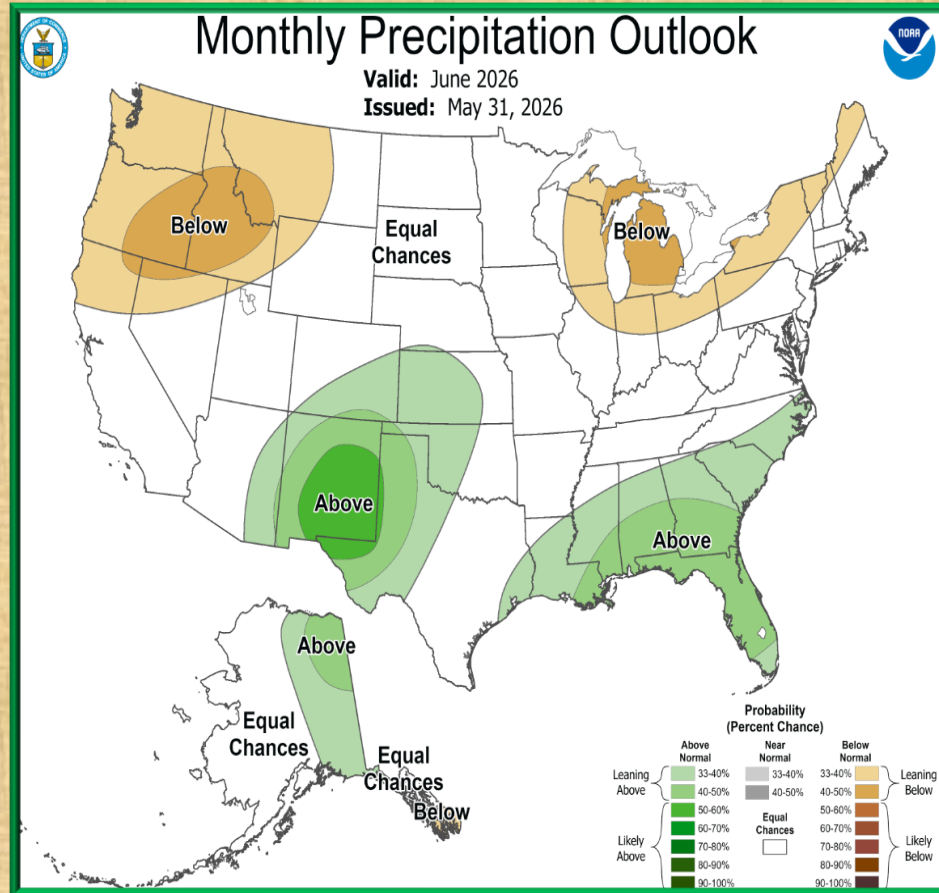 Monthly Precipitation Outlook
Valid: June 2026
Issued: May 31, 2026
NOAA
Below
Equal
Chances
Below
Above
Above
Above
Equal
Chances
Equal
Chances
Below
Probability
(Percent Chance)
Above
Normal
Near
Normal
Below
Normal
Leaning
Above
33-40%
33-40%
33-40%
Leaning
Below
40-50%
40-50%
40-50%
Likely
Above
50-60%
Equal
Chances
50-60%
Likely
Below
60-70%
60-70%
70-80%
70-80%
80-90%
80-90%
90-100%
90-100%